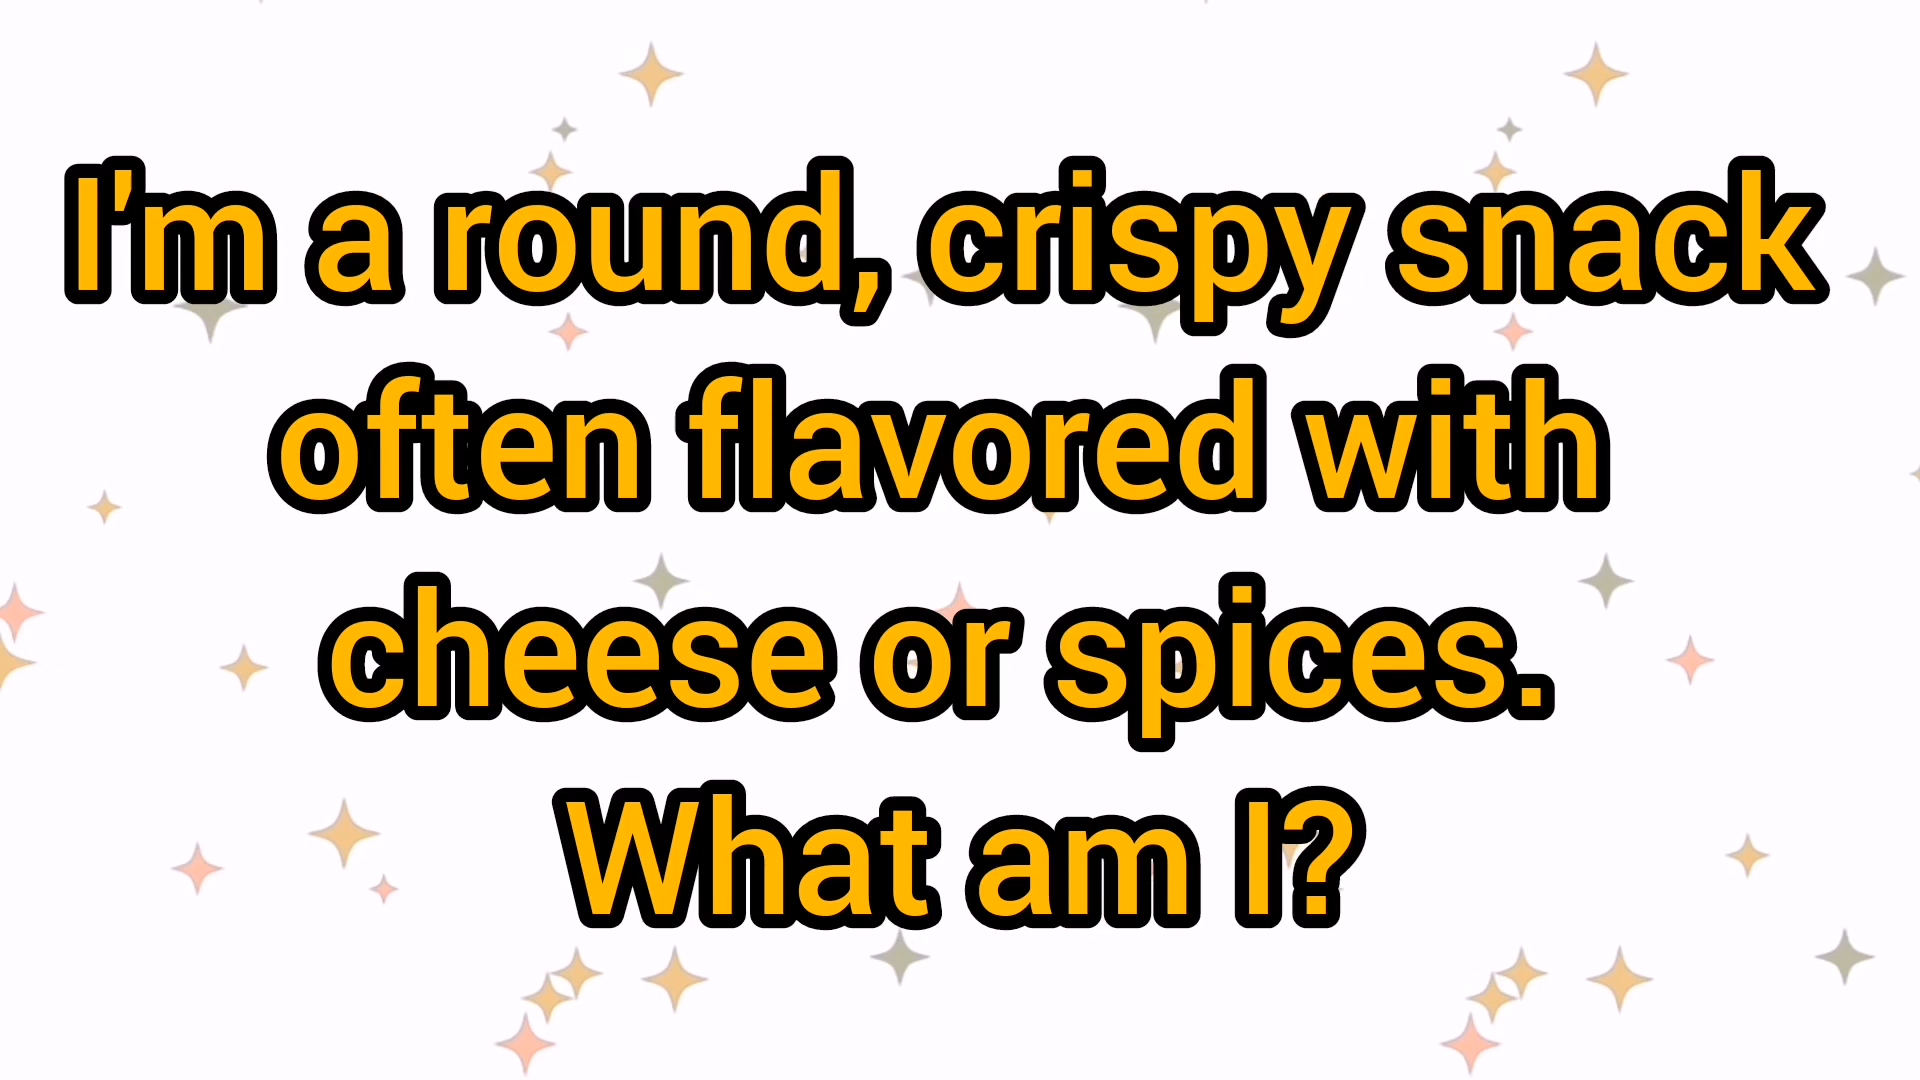 I'm a round, crispy snack
often flavored with
cheese or spices.
What am I?